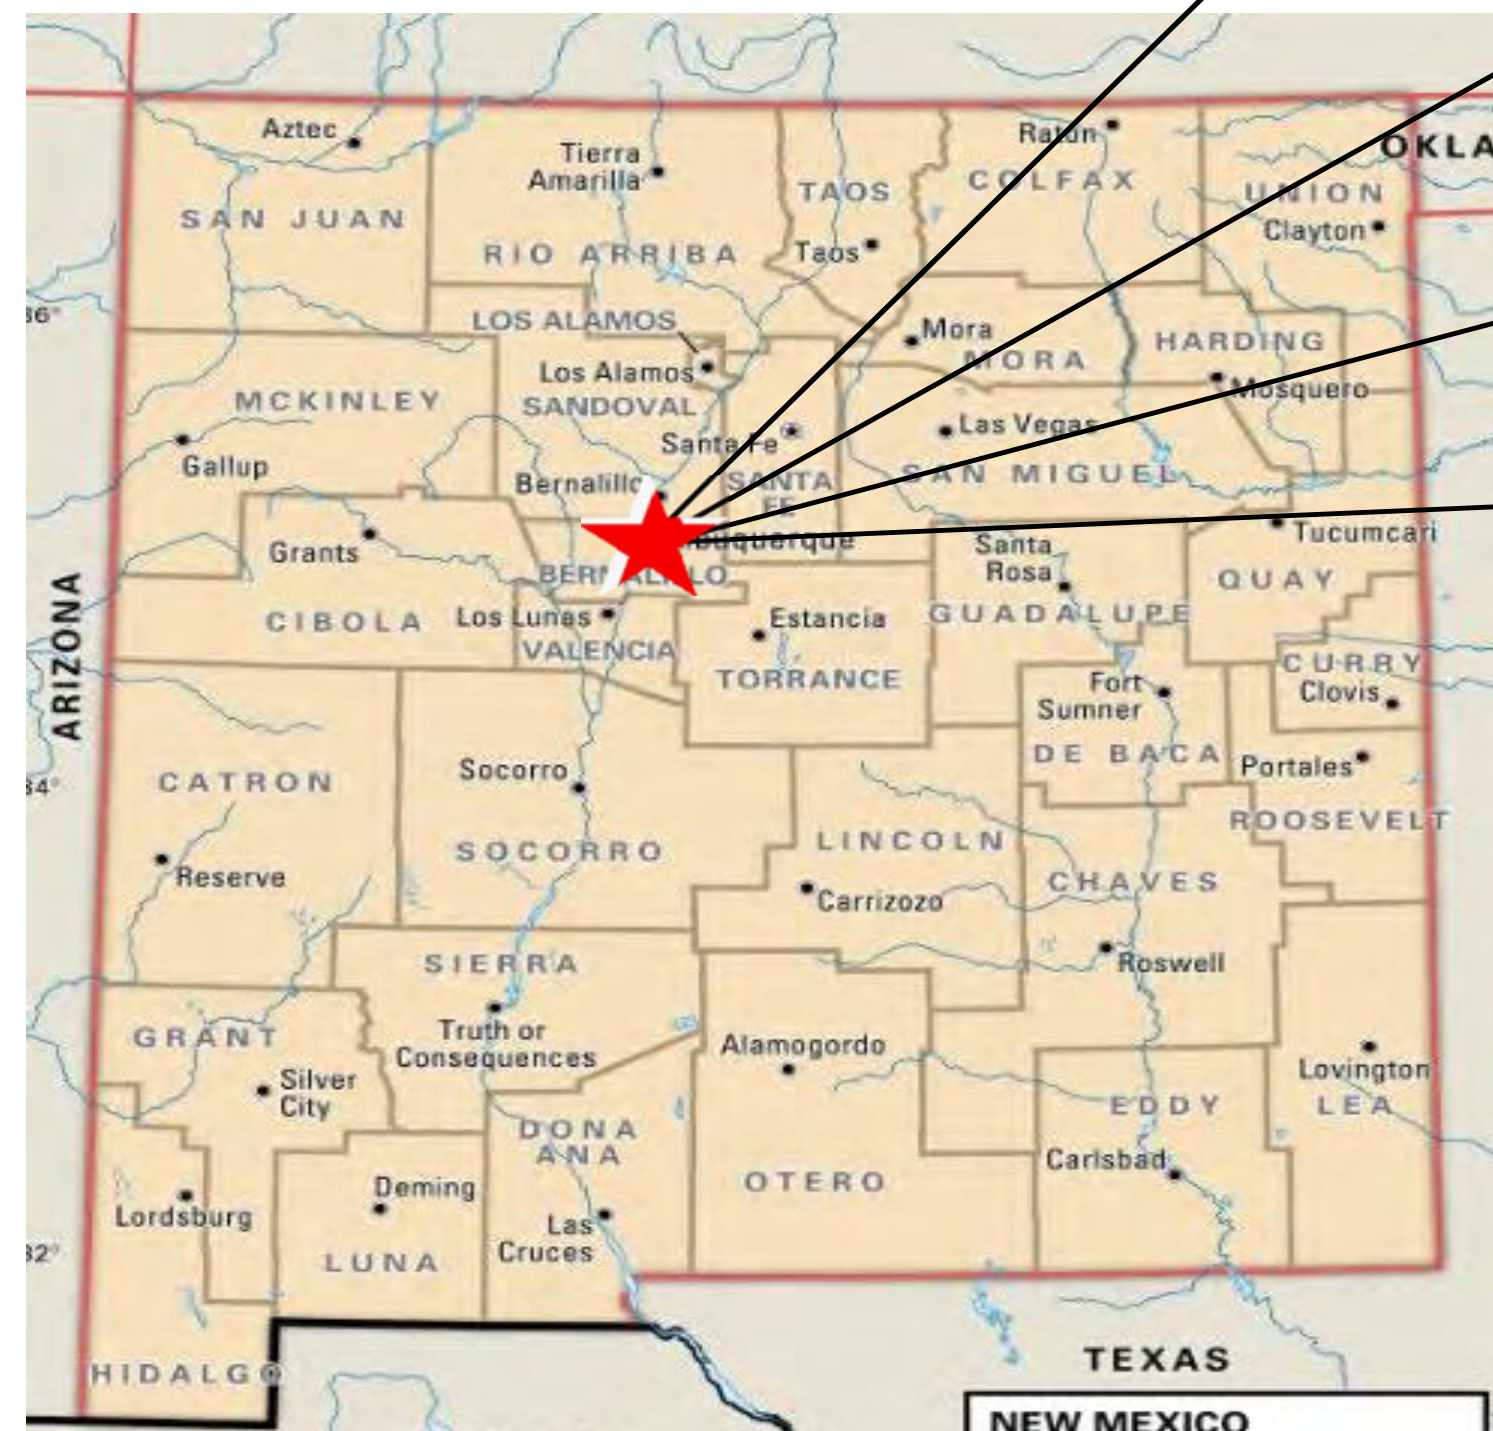 Aztec
Raton
OKLA
Tierra
Amarilla
TAOS
COLFAX
UNION
SAN JUAN
Clayton
RIO ARRIBA
Taos
LOS ALAMOS
Mora
HARDING
MORA
Los Alamos
Mosquero
MCKINLEY
SANDOVAL
Las Vegas
Santa Fe
Gallup
SAN MIGUEL
Bernalillo
SANTA
FE
Tucumcari
Grants
buquerque
Santa
Rosa
QUAY
BERNALILLO
GUADALUPE
CIBOLA
Los Lunas
Estancia
VALENCIA
CURRY
ARIZONA
TORRANCE
Fort
Sumner
Clovis
DE BACA
Socorro
Portales
CATRON
ROOSEVELT
LINCOLN
SOCORRO
Reserve
CHAVES
Carrizozo
SIERRA
Roswell
GRANT
Truth or
Consequences
Alamogordo
Silver
City
Lovington
EDDY
LEA
DONA
ANA
Carlsbad
OTERO
Deming
Lordsburg
Las
Cruces
LUNA
TEXAS
HIDALGO
NEW MEXICO